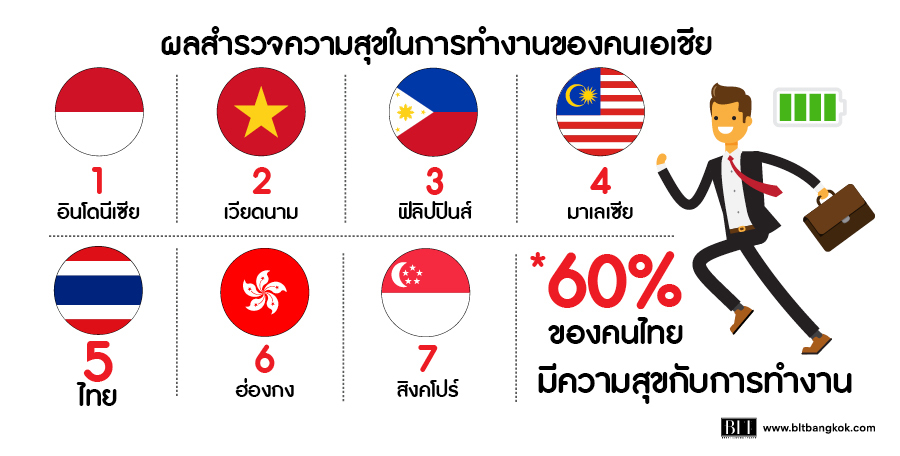 ผลสำรวจความสุขในการทำงานของคนเอเชีย
1
อินโดนีเซีย
2
เวียดนาม
3
ฟิลิปปินส์
4
มาเลเซีย
5
ไทย
6
ฮ่องกง
7
สิงคโปร์
*60%
ของคนไทย
มีความสุขกับการทำงาน
BLT www.bltbangkok.com